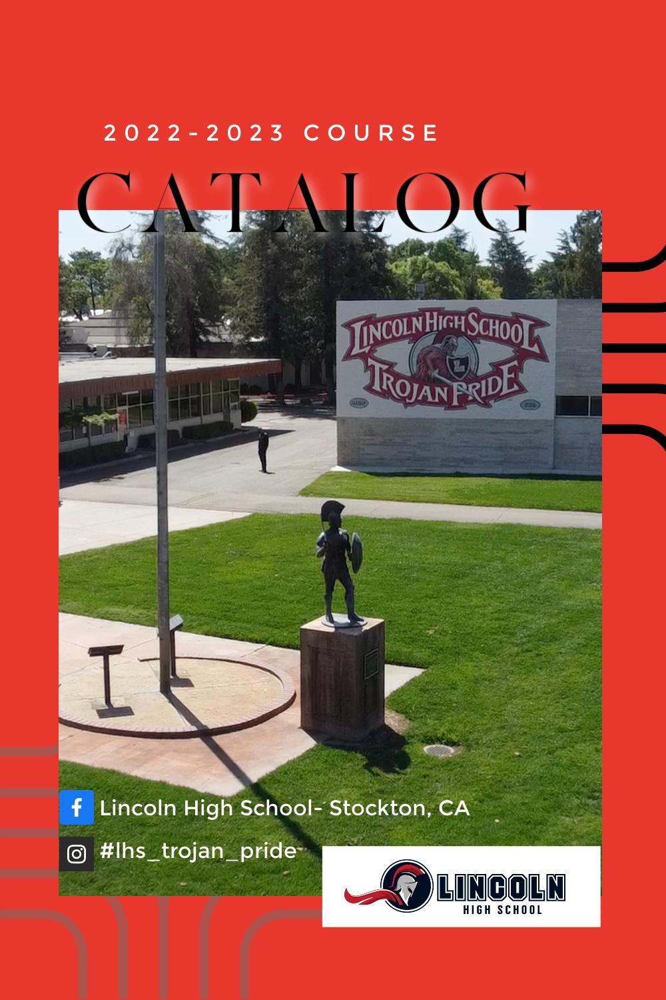 2022-2023 COURSE
CATALOG
LINCOLN HIGH SCHOOL
L
TROJAN PRIDE
Lincoln High School- Stockton, CA
#lhs_trojan_pride
LINCOLN
HIGH SCHOOL